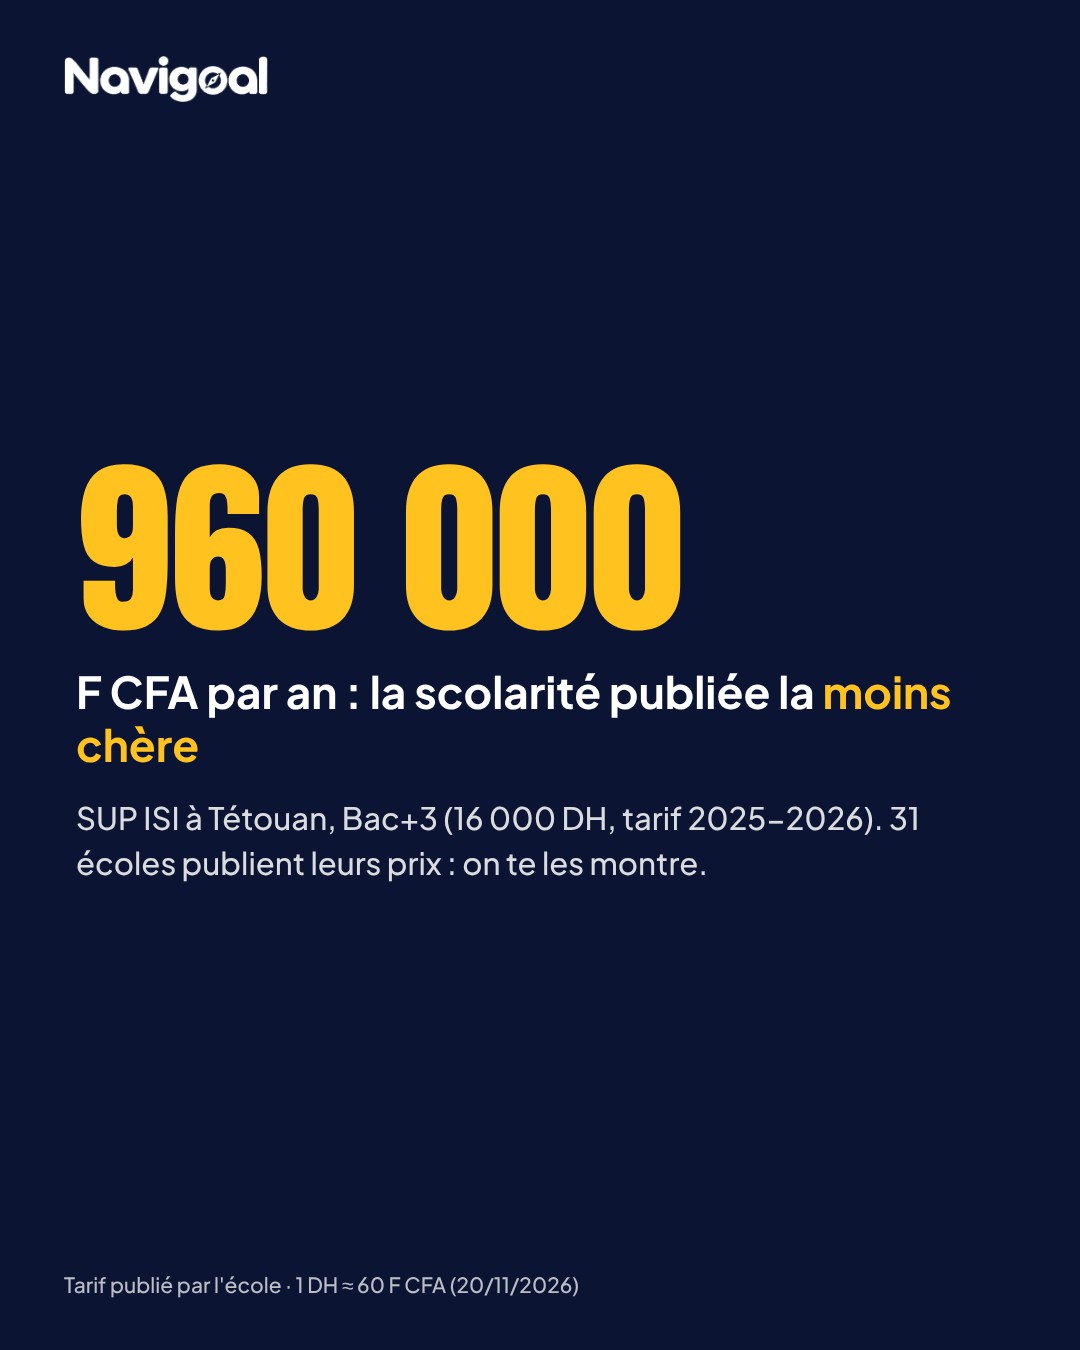 Navigoal
960 000
F CFA par an : la scolarité publiée la moins
chère
SUP ISI à Tétouan, Bac+3 (16 000 DH, tarif 2025–2026). 31
écoles publient leurs prix : on te les montre.
Tarif publié par l'école · 1 DH ≈ 60 F CFA (20/11/2026)